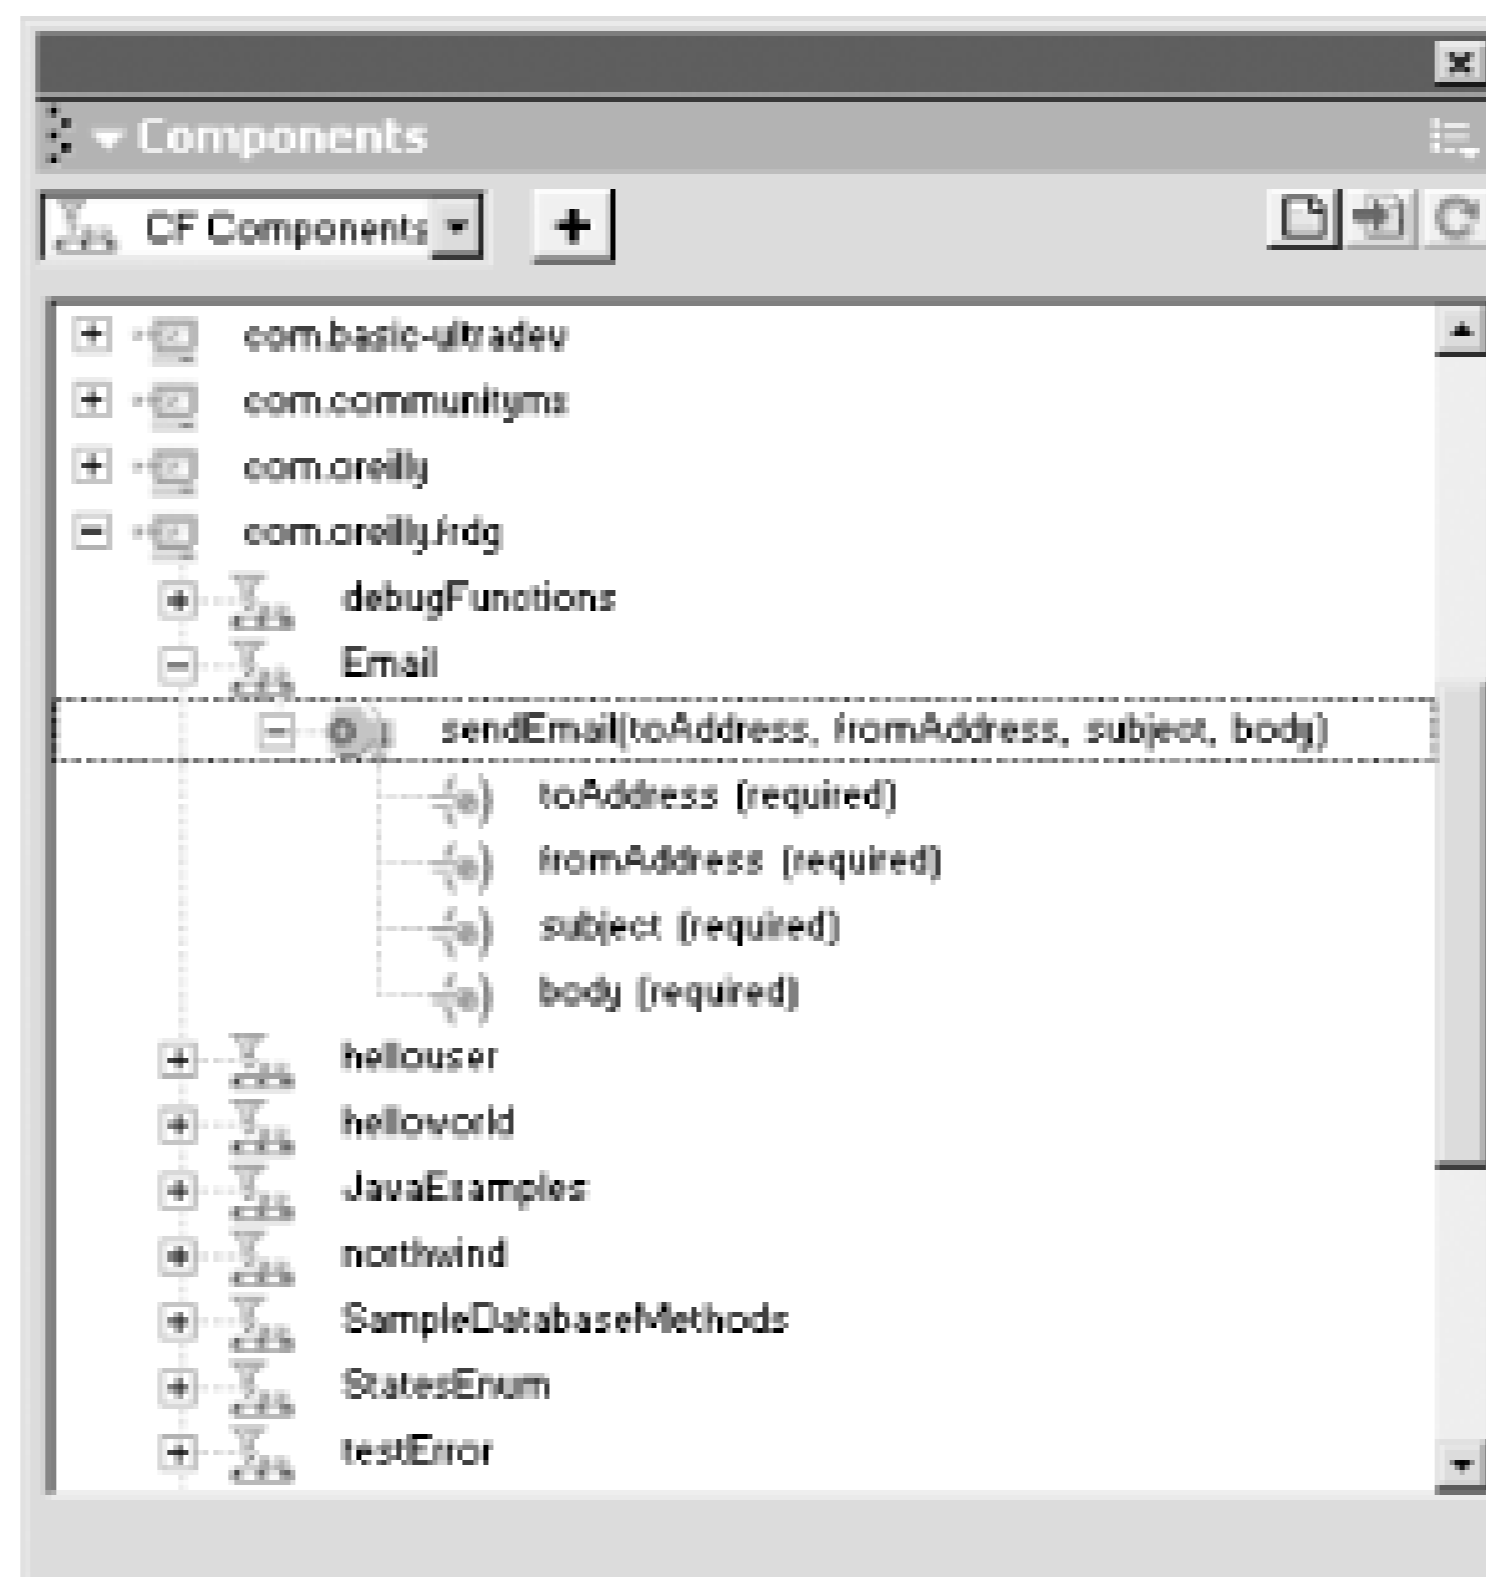 Components
CF Components
com.basic-ultradev
com.communityms
com.oreilly
com.oreilly.frdg
debugFunctions
Email
sendEmail(toAddress, fromAddress, subject, body)
toAddress (required)
fromAddress (required)
subject (required)
body (required)
hellouser
helloworld
JavaExamples
northwind
SampleDatabaseMethods
StatesEnum
testError